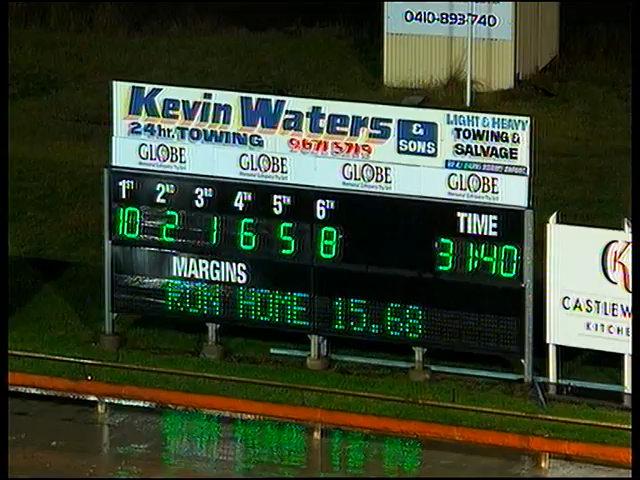 0410-893-740
Kevin Waters & SONS
24hr. TOWING 9671 5719
LIGHT & HEAVY
TOWING &
SALVAGE
GLOBE GLOBE GLOBE GLOBE
1ST 2ND 3RD 4TH 5TH 6TH TIME
10 2 1 6 5 8 31.40
MARGINS
RUN HOME 15.68
CASTLEW
KITCHE